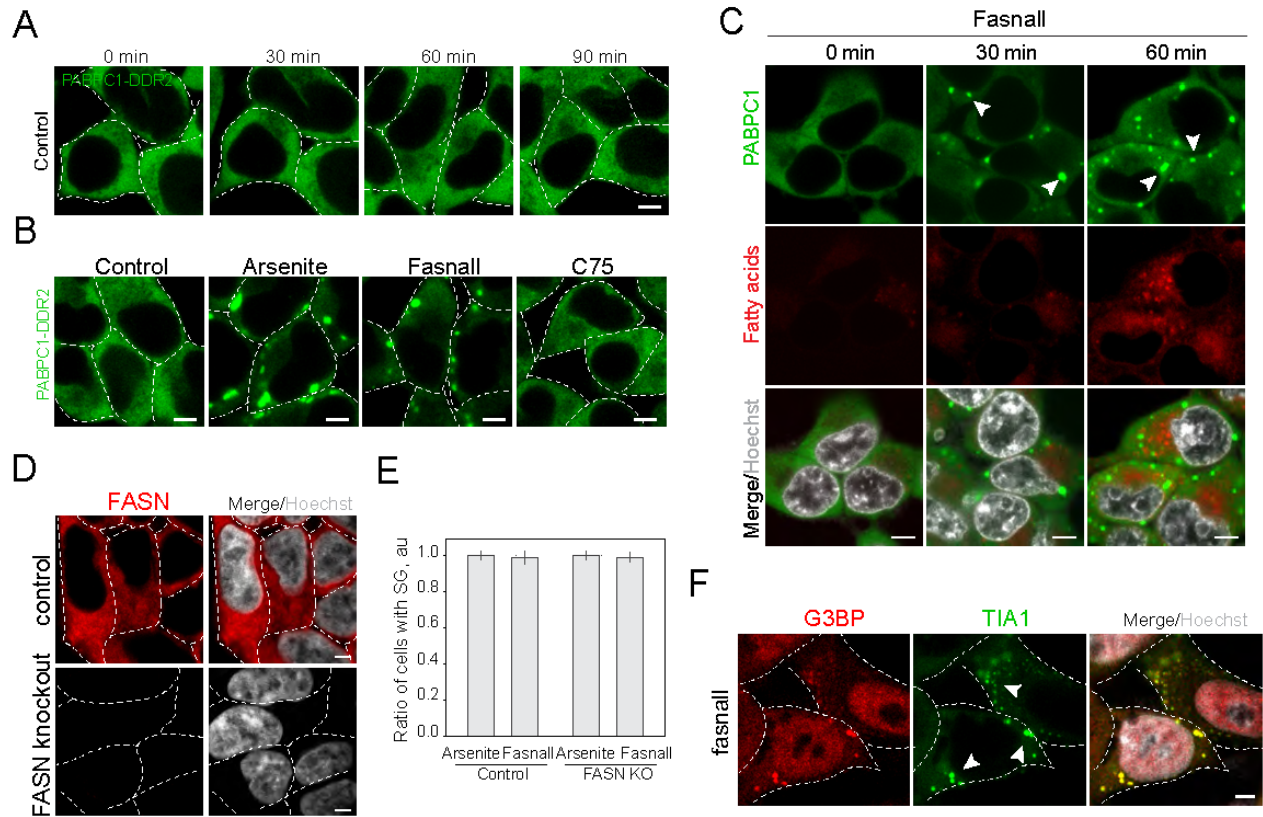 A
0 min 30 min 60 min 90 min
PABPC1-DDR2
Control
B
Control Arsenite Fasnall C75
PABPC1-DDR2
C
Fasnall
0 min 30 min 60 min
PABPC1
Fatty acids
Merge/Hoechst
D
FASN Merge/Hoechst
control
FASN knockout
E
Ratio of cells with SG, au
1.0
0.8
0.6
0.4
0.2
0.0
Arsenite Fasnall Arsenite Fasnall
Control FASN KO
F
G3BP TIA1 Merge/Hoechst
fasnall